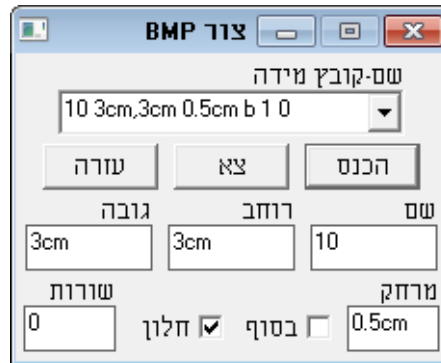 צור BMP
שם-קובץ מידה
10 3cm,3cm 0.5cm b 1 0
הכנס צא עזרה
שם רוחב גובה
10 3cm 3cm
מרחק שורות
0.5cm בסוף חלון 0